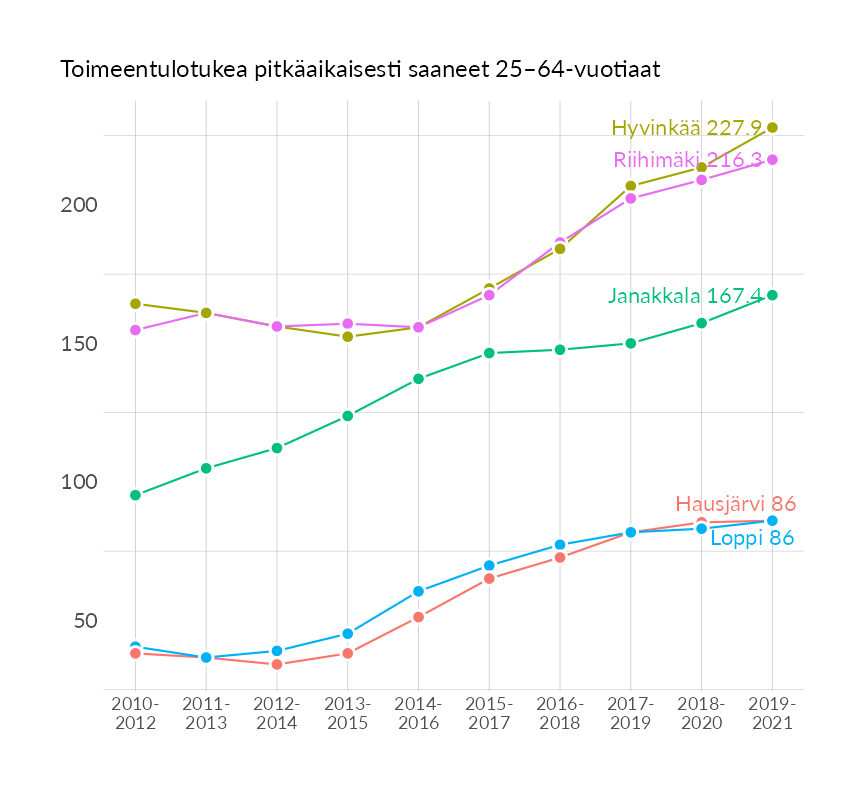 Toimeentulotukea pitkäaikaisesti saaneet 25–64-vuotiaat
Hyvinkää 227.9
Riihimäki 216.3
200
Janakkala 167.4
150
100
Hausjärvi 86
Loppi 86
50
2010- 2011- 2012- 2013- 2014- 2015- 2016- 2017- 2018- 2019-
2012 2013 2014 2015 2016 2017 2018 2019 2020 2021